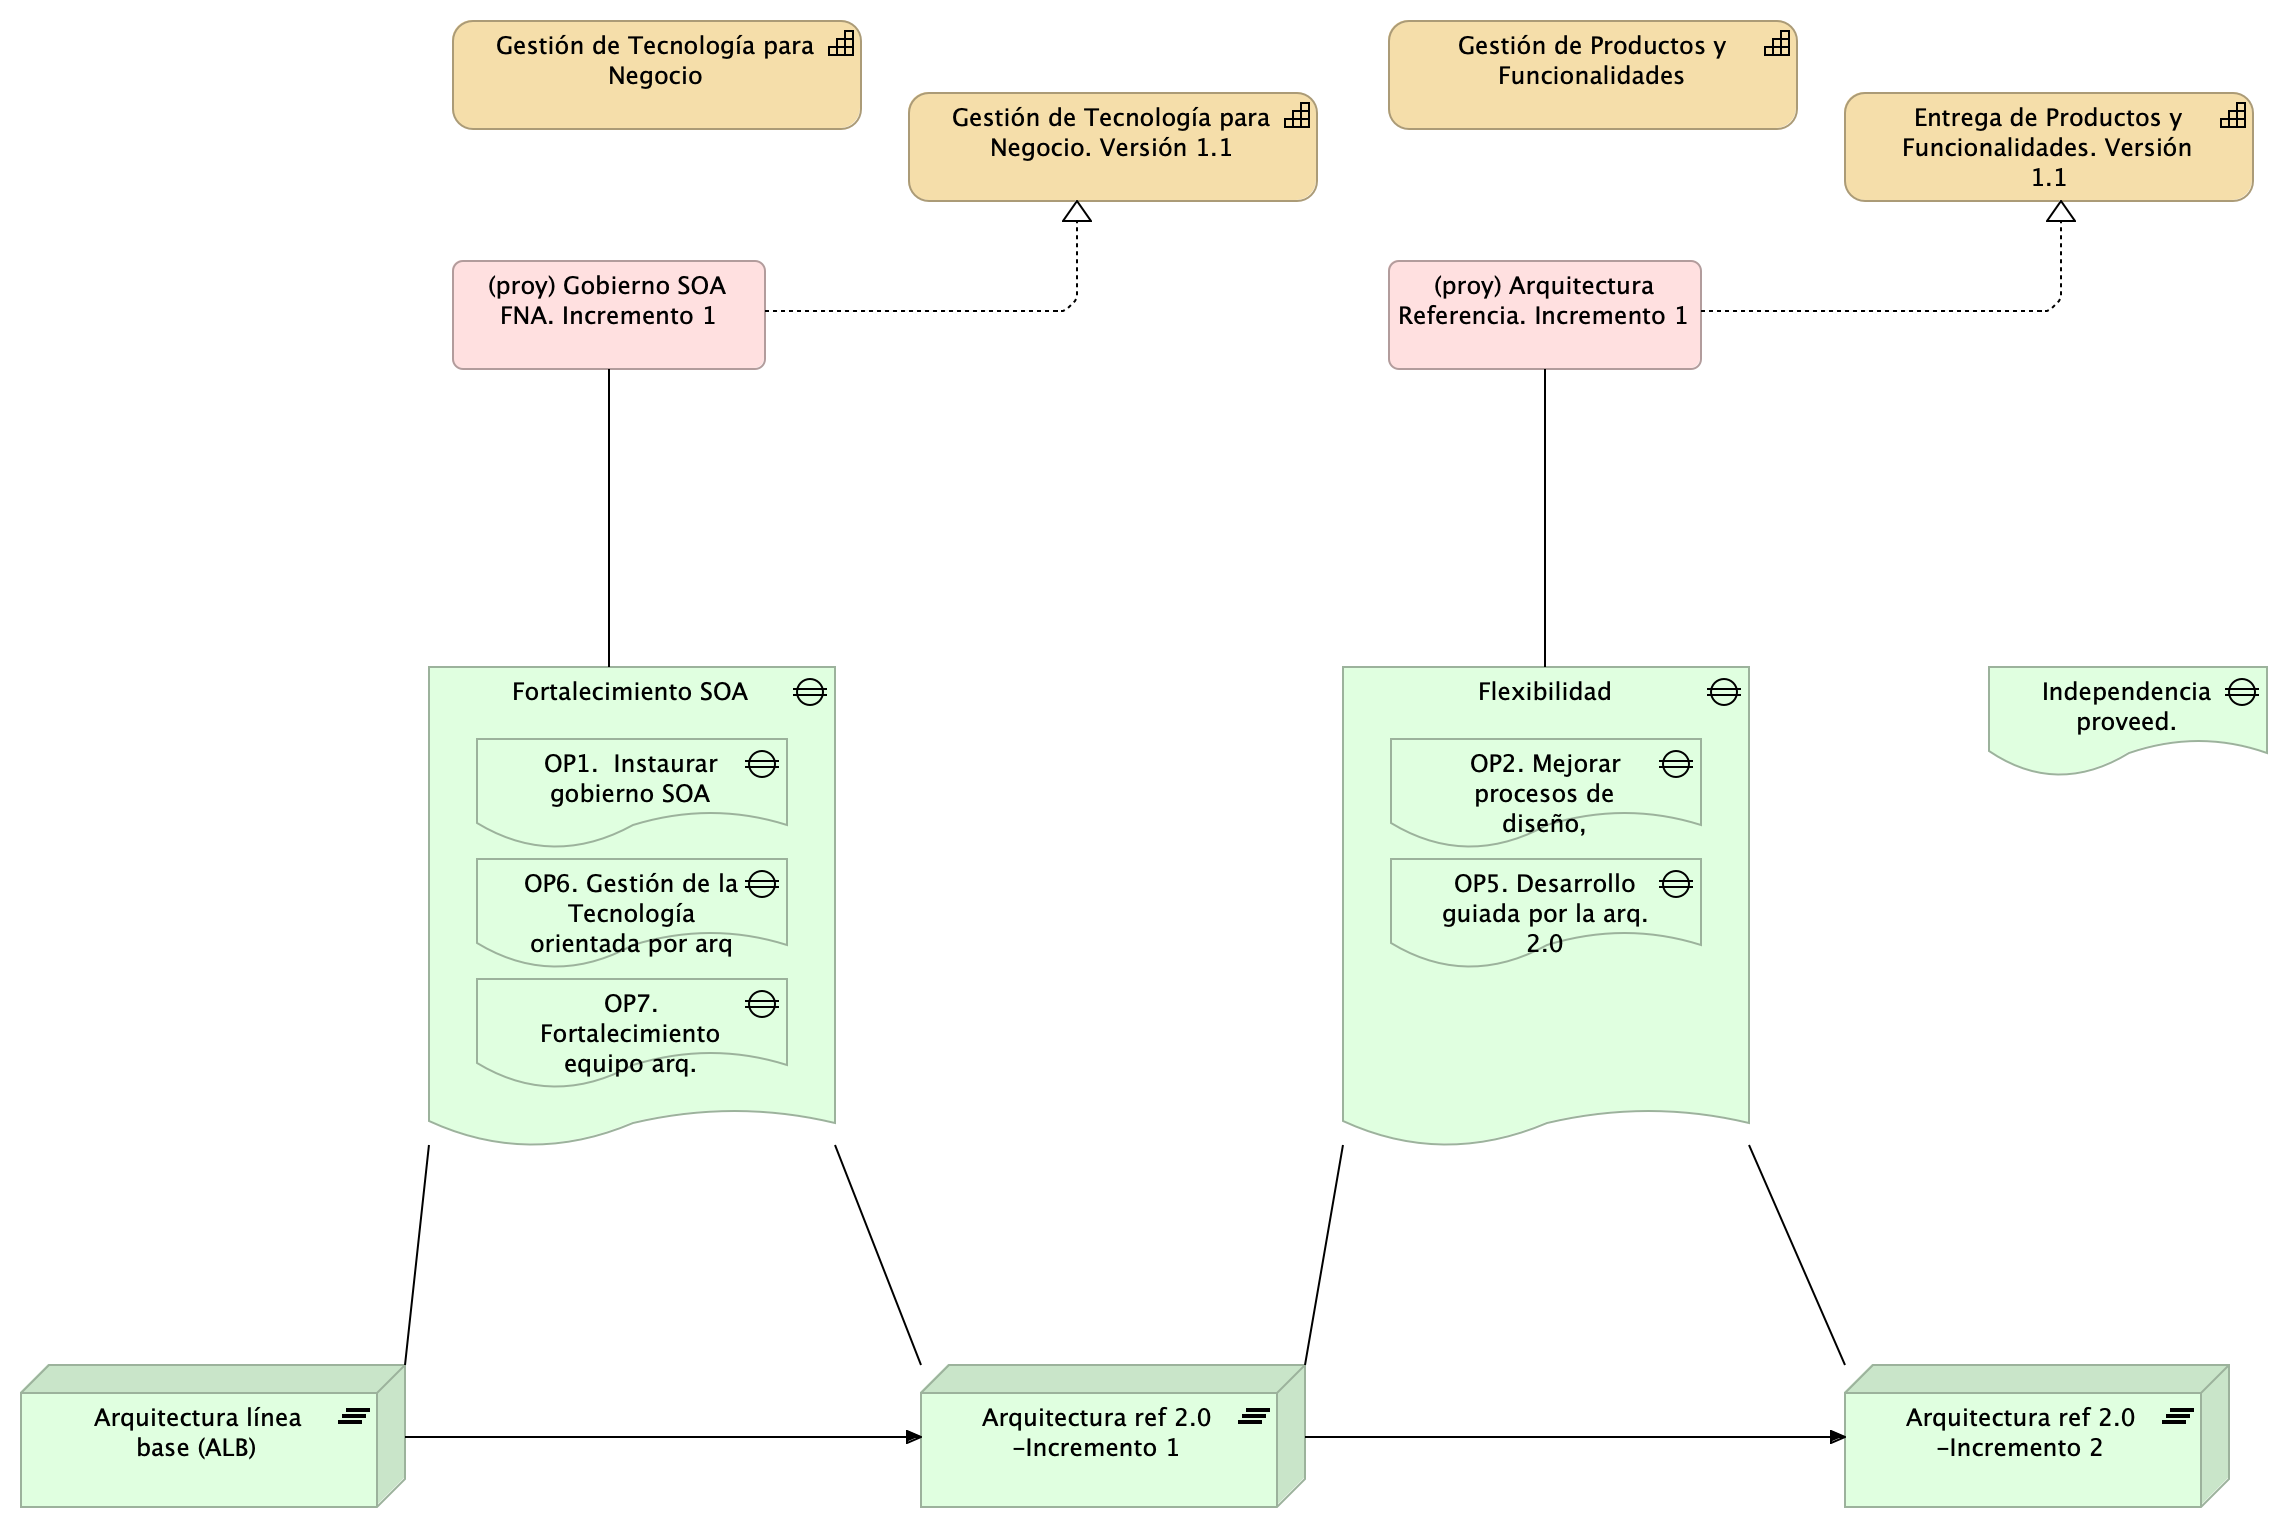 Gestión de Tecnología para
Negocio
Gestión de Productos y
Funcionalidades
Gestión de Tecnología para
Negocio. Versión 1.1
Entrega de Productos y
Funcionalidades. Versión
1.1
(proy) Gobierno SOA
FNA. Incremento 1
(proy) Arquitectura
Referencia. Incremento 1
Fortalecimiento SOA
OP1.  Instaurar
gobierno SOA
OP6. Gestión de la
Tecnología
orientada por arq
OP7.
Fortalecimiento
equipo arq.
Flexibilidad
OP2. Mejorar
procesos de
diseño,
OP5. Desarrollo
guiada por la arq.
2.0
Independencia
proveed.
Arquitectura línea
base (ALB)
Arquitectura ref 2.0
-Incremento 1
Arquitectura ref 2.0
-Incremento 2